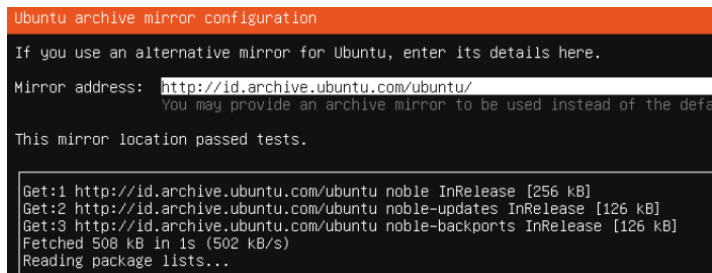 Ubuntu archive mirror configuration
If you use an alternative mirror for Ubuntu, enter its details here.
Mirror address: http://id.archive.ubuntu.com/ubuntu/
You may provide an archive mirror to be used instead of the
This mirror location passed tests.
Get:1 http://id.archive.ubuntu.com/ubuntu noble InRelease [256 kB]
Get:2 http://id.archive.ubuntu.com/ubuntu noble-updates InRelease [126 kB]
Get:3 http://id.archive.ubuntu.com/ubuntu noble-backports InRelease [126 kB]
Fetched 508 kB in 1s (502 kB/s)
Reading package lists...